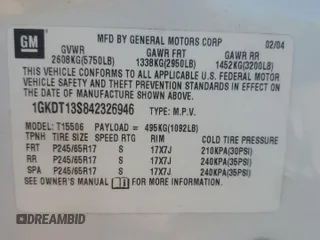 GM
MFD BY GENERAL MOTORS CORP 02/04
GVWR GAWR FRT GAWR RR
2608KG(5750LB) 1338KG(2950LB) 1452KG(3200LB)
THIS VEHICLE CONFORMS TO ALL APPLICABLE U.S. FEDERAL MOTOR
VEHICLE SAFETY AND THEFT PREVENTION STANDARDS IN EFFECT ON
THE DATE OF MANUFACTURE SHOWN ABOVE.
1GKDT13S842326946 TYPE: M.P.V.
MODEL: T15506 PAYLOAD = 495KG(1092LB)
TPNH TIRE SIZE SPEED RTG RIM COLD TIRE PRESSURE
FRT P245/65R17 S 17X7J 210KPA(30PSI)
RR P245/65R17 S 17X7J 240KPA(35PSI)
SPA P245/65R17 S 17X7J 240KPA(35PSI)
SEE OWNER'S MANUAL FOR MORE INFORMATION.
DREAMBID